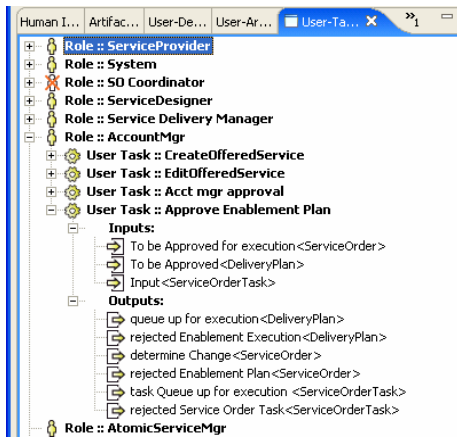 Human I... Artifac... User-De... User-Ar... User-Ta... »1
Role :: ServiceProvider
Role :: System
Role :: SO Coordinator
Role :: ServiceDesigner
Role :: Service Delivery Manager
Role :: AccountMgr
User Task :: CreateOfferedService
User Task :: EditOfferedService
User Task :: Acct mgr approval
User Task :: Approve Enablement Plan
Inputs:
To be Approved for execution<ServiceOrder>
To be Approved<DeliveryPlan>
Input<ServiceOrderTask>
Outputs:
queue up for execution<DeliveryPlan>
rejected Enablement Execution<DeliveryPlan>
determine Change<ServiceOrder>
rejected Enablement Plan<ServiceOrder>
task Queue up for execution <ServiceOrderTask>
rejected Service Order Task<ServiceOrderTask>
Role :: AtomicServiceMgr